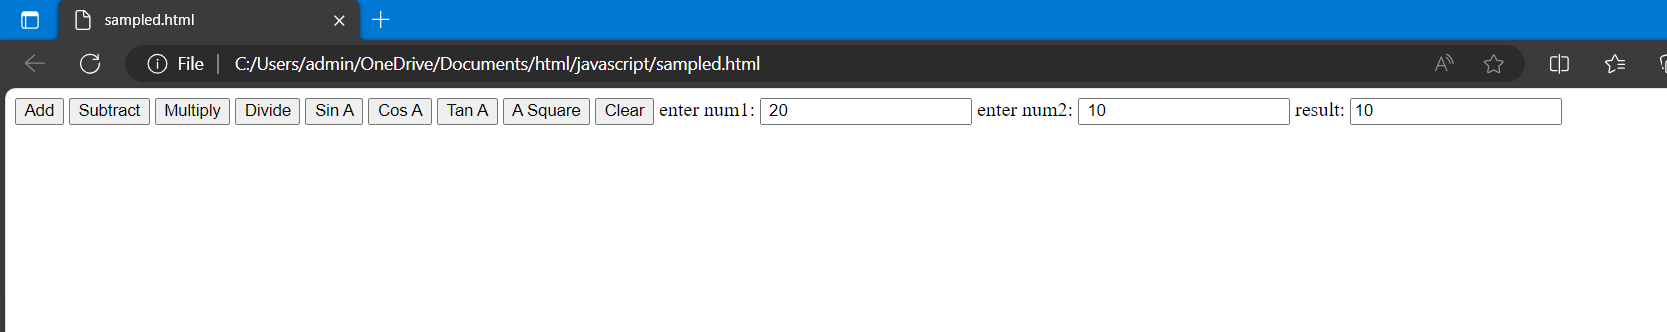 sampled.html
File C:/Users/admin/OneDrive/Documents/html/javascript/sampled.html
Add Subtract Multiply Divide Sin A Cos A Tan A A Square Clear enter num1: 20 enter num2: 10 result: 10